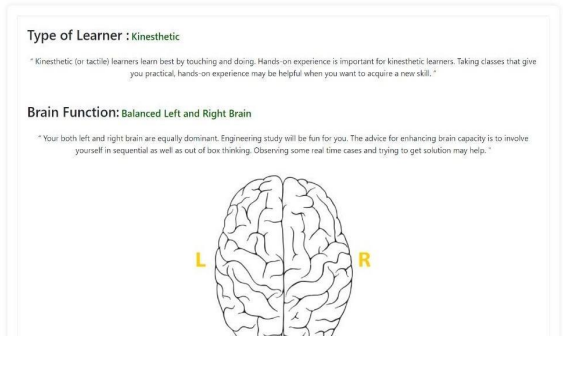 Type of Learner : Kinesthetic
" Kinesthetic (or tactile) learners learn best by touching and doing. Hands-on experience is important for kinesthetic learners. Taking classes that give
you practical, hands-on experience may be helpful when you want to acquire a new skill. "
Brain Function: Balanced Left and Right Brain
" Your both left and right brain are equally dominant. Engineering study will be fun for you. The advice for enhancing brain capacity is to involve
yourself in sequential as well as out of box thinking. Observing some real time cases and trying to get solution may help. "
L R